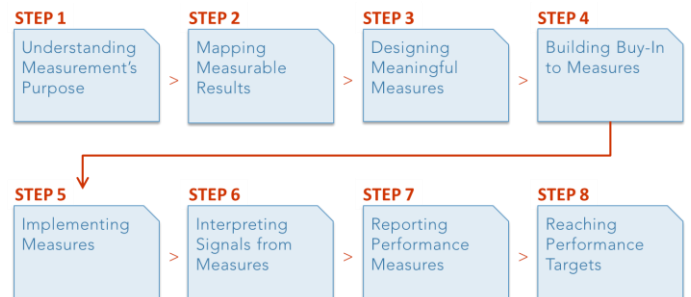 STEP 1
Understanding
Measurement's
Purpose
>
STEP 2
Mapping
Measurable
Results
>
STEP 3
Designing
Meaningful
Measures
>
STEP 4
Building Buy-In
to Measures
STEP 5
Implementing
Measures
>
STEP 6
Interpreting
Signals from
Measures
>
STEP 7
Reporting
Performance
Measures
>
STEP 8
Reaching
Performance
Targets